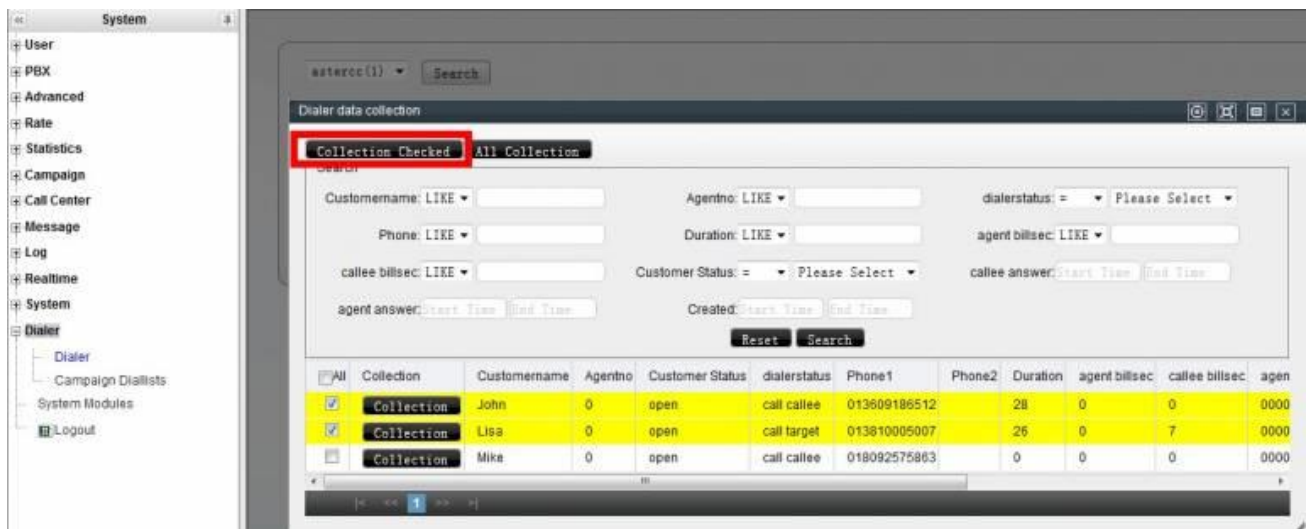 System
User
PBX
Advanced
Rate
Statistics
Campaign
Call Center
Message
Log
Realtime
System
Dialer
Dialer
Campaign Diallists
System Modules
Logout
astercc(1) Search
Dialer data collection
Collection Checked All Collection
Search
Customername: LIKE Agentno: LIKE dialerstatus: = Please Select
Phone: LIKE Duration: LIKE agent billsec: LIKE
callee billsec: LIKE Customer Status: = Please Select callee answer: Start Time End Time
agent answer: Start Time End Time Created: Start Time End Time
Reset Search
All Collection Customername Agentno Customer Status dialerstatus Phone1 Phone2 Duration agent billsec callee billsec agen
Collection John 0 open call callee 013609186512 28 0 0 0000
Collection Lisa 0 open call target 013810005007 26 0 7 0000
Collection Mike 0 open call callee 018092575863 0 0 0 0000
|< << 1 >> >|